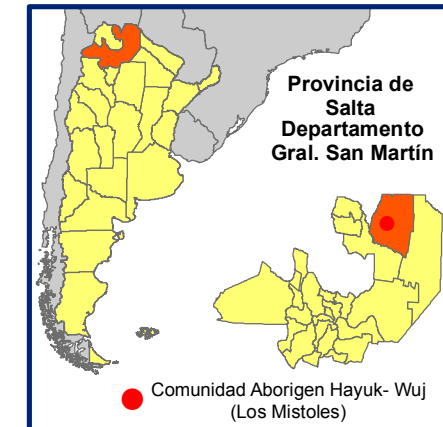 Provincia de
Salta
Departamento
Gral. San Martín
Comunidad Aborigen Hayuk- Wuj
(Los Mistoles)